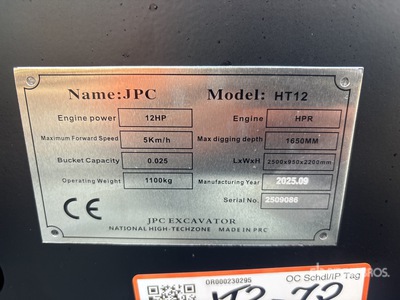 Name: JPC Model: HT12
Engine power 12HP Engine HPR
Maximum Forward Speed 5Km/h Max digging depth 1650MM
Bucket Capacity 0.025 LxWxH 2500x950x2200mm
Operating Weight 1100kg Manufacturing Year 2025.09
Serial No. 2509086
CE
JPC EXCAVATOR
NATIONAL HIGH-TECHZONE MADE IN PRC
OR000230295 OC Schdl/IP Tag